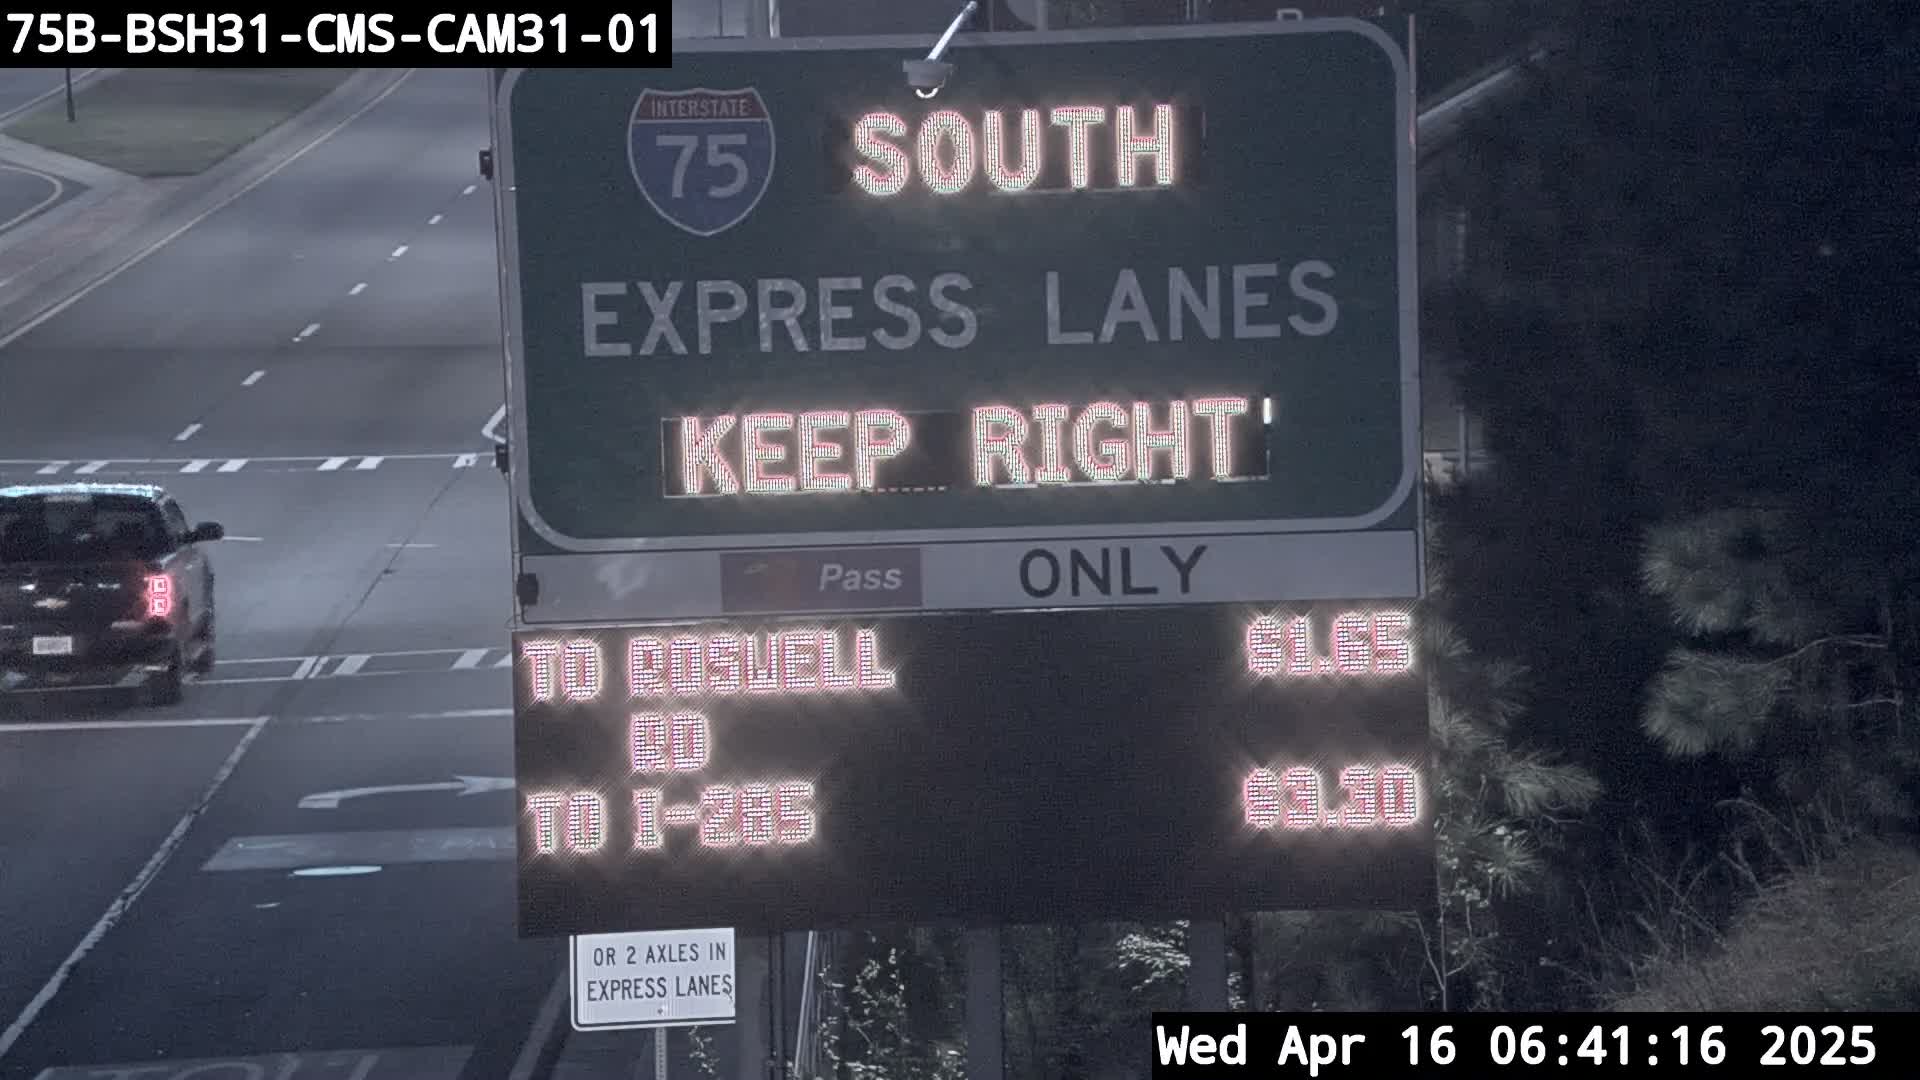 75B-BSH31-CMS-CAM31-01
INTERSTATE
75
SOUTH
EXPRESS LANES
KEEP RIGHT
Pass ONLY
TO ROSWELL $1.65
RD
TO I-285 $3.30
OR 2 AXLES IN
EXPRESS LANES
TOLL
Wed Apr 16 06:41:16 2025